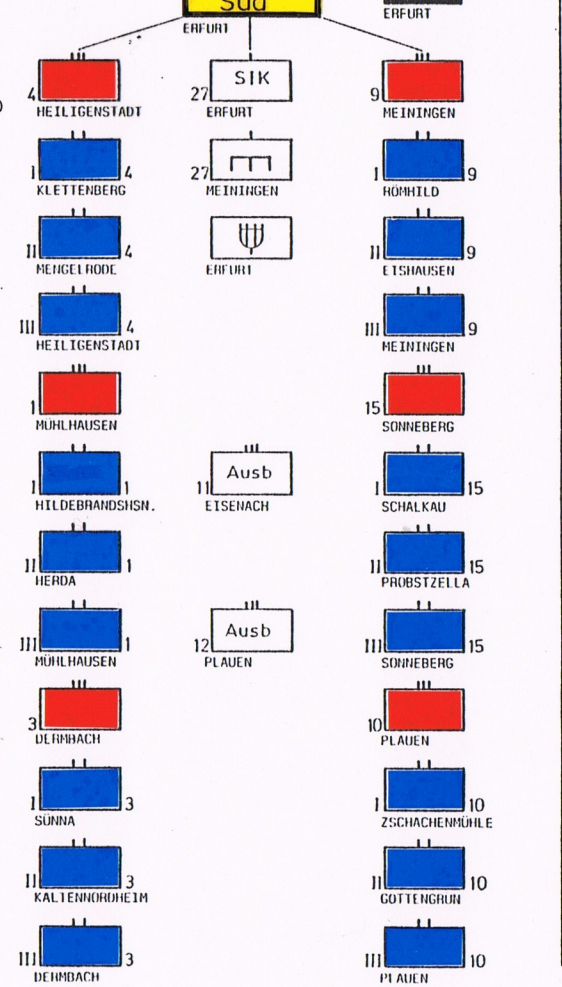 Süd
ERFURT
ERFURT
4
HEILIGENSTADT
SIK
27
ERFURT
9
MEININGEN
I 4
KLETTENBERG
27
MEININGEN
I 9
RÖMHILD
II 4
MENGELRODE
ERFURT
II 9
EISHAUSEN
III 4
HEILIGENSTADT
III 9
MEININGEN
1
MÜHLHAUSEN
15
SONNEBERG
I 1
HILDEBRANDSHSN.
Ausb
11
EISENACH
I 15
SCHALKAU
II 1
HERDA
II 15
PROBSTZELLA
III 1
MÜHLHAUSEN
Ausb
12
PLAUEN
III 15
SONNEBERG
3
DERMBACH
10
PLAUEN
I 3
SÜNNA
I 10
ZSCHACHENMÜHLE
II 3
KALTENNORDHEIM
II 10
GOTTENGRUN
III 3
DERMBACH
III 10
PLAUEN